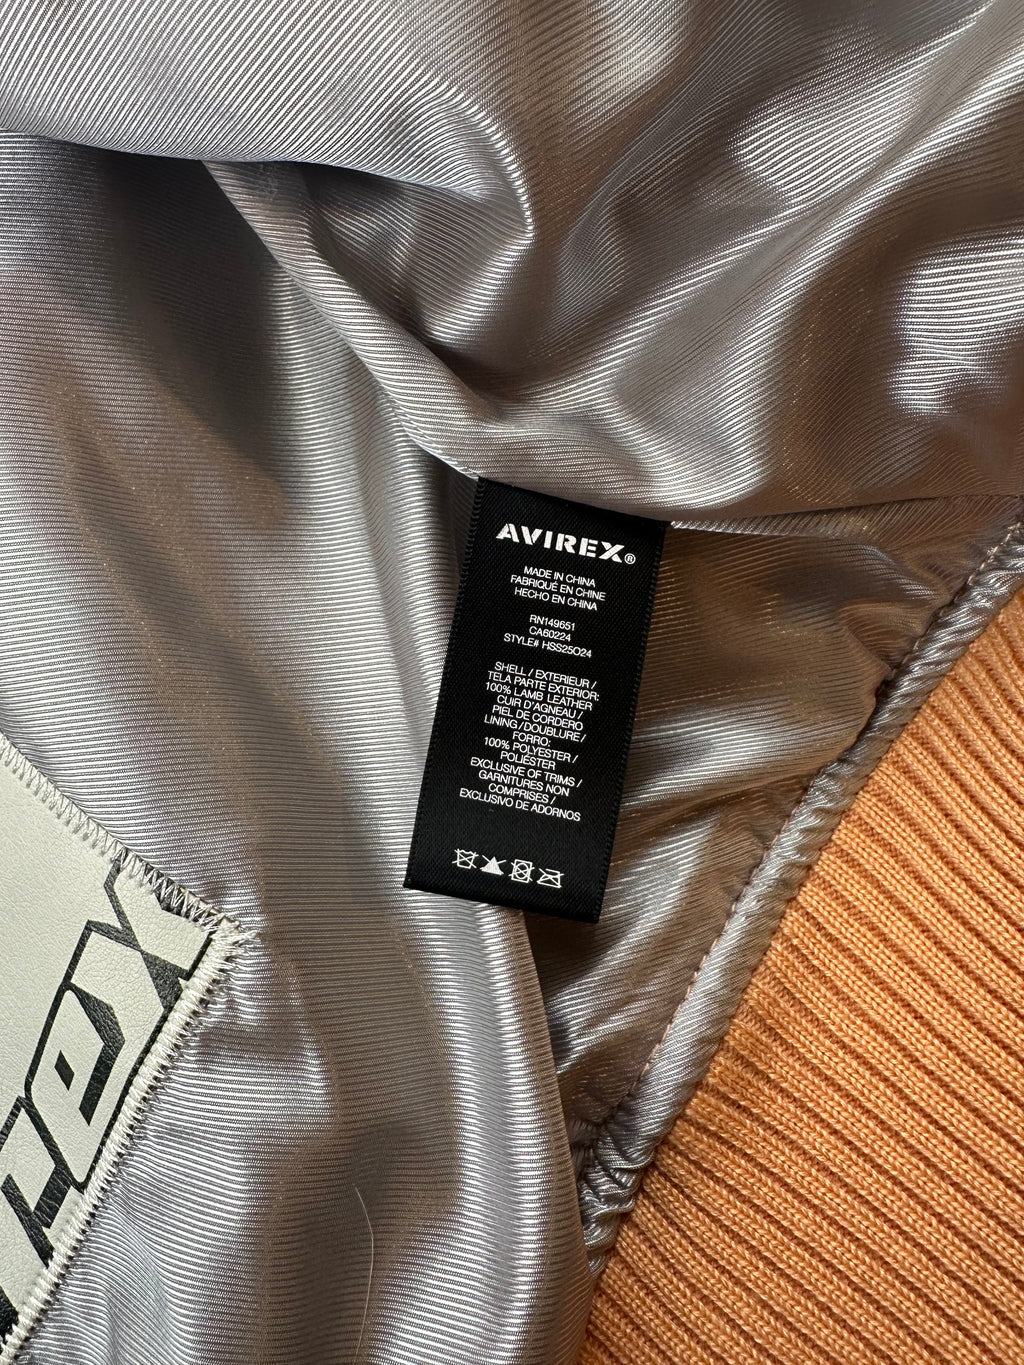 AVIREX®
MADE IN CHINA
FABRIQUÉ EN CHINE
HECHO EN CHINA
RN149651
CA60224
STYLE# HSS25O24
SHELL / EXTERIEUR /
TELA PARTE EXTERIOR:
100% LAMB LEATHER
CUIR D'AGNEAU /
PIEL DE CORDERO
LINING / DOUBLURE /
FORRO:
100% POLYESTER /
POLIÉSTER
EXCLUSIVE OF TRIMS /
GARNITURES NON
COMPRISES /
EXCLUSIVO DE ADORNOS